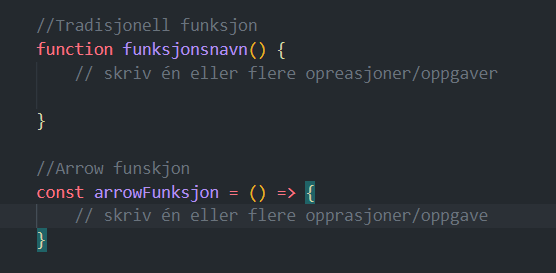 //Tradisjonell funksjon
function funksjonsnavn() {
// skriv én eller flere opreasjoner/oppgaver
}
//Arrow funskjon
const arrowFunksjon = () => {
// skriv én eller flere opprasjoner/oppgave
}